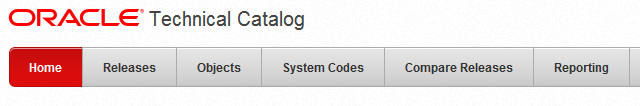 ORACLE® Technical Catalog
Home Releases Objects System Codes Compare Releases Reporting